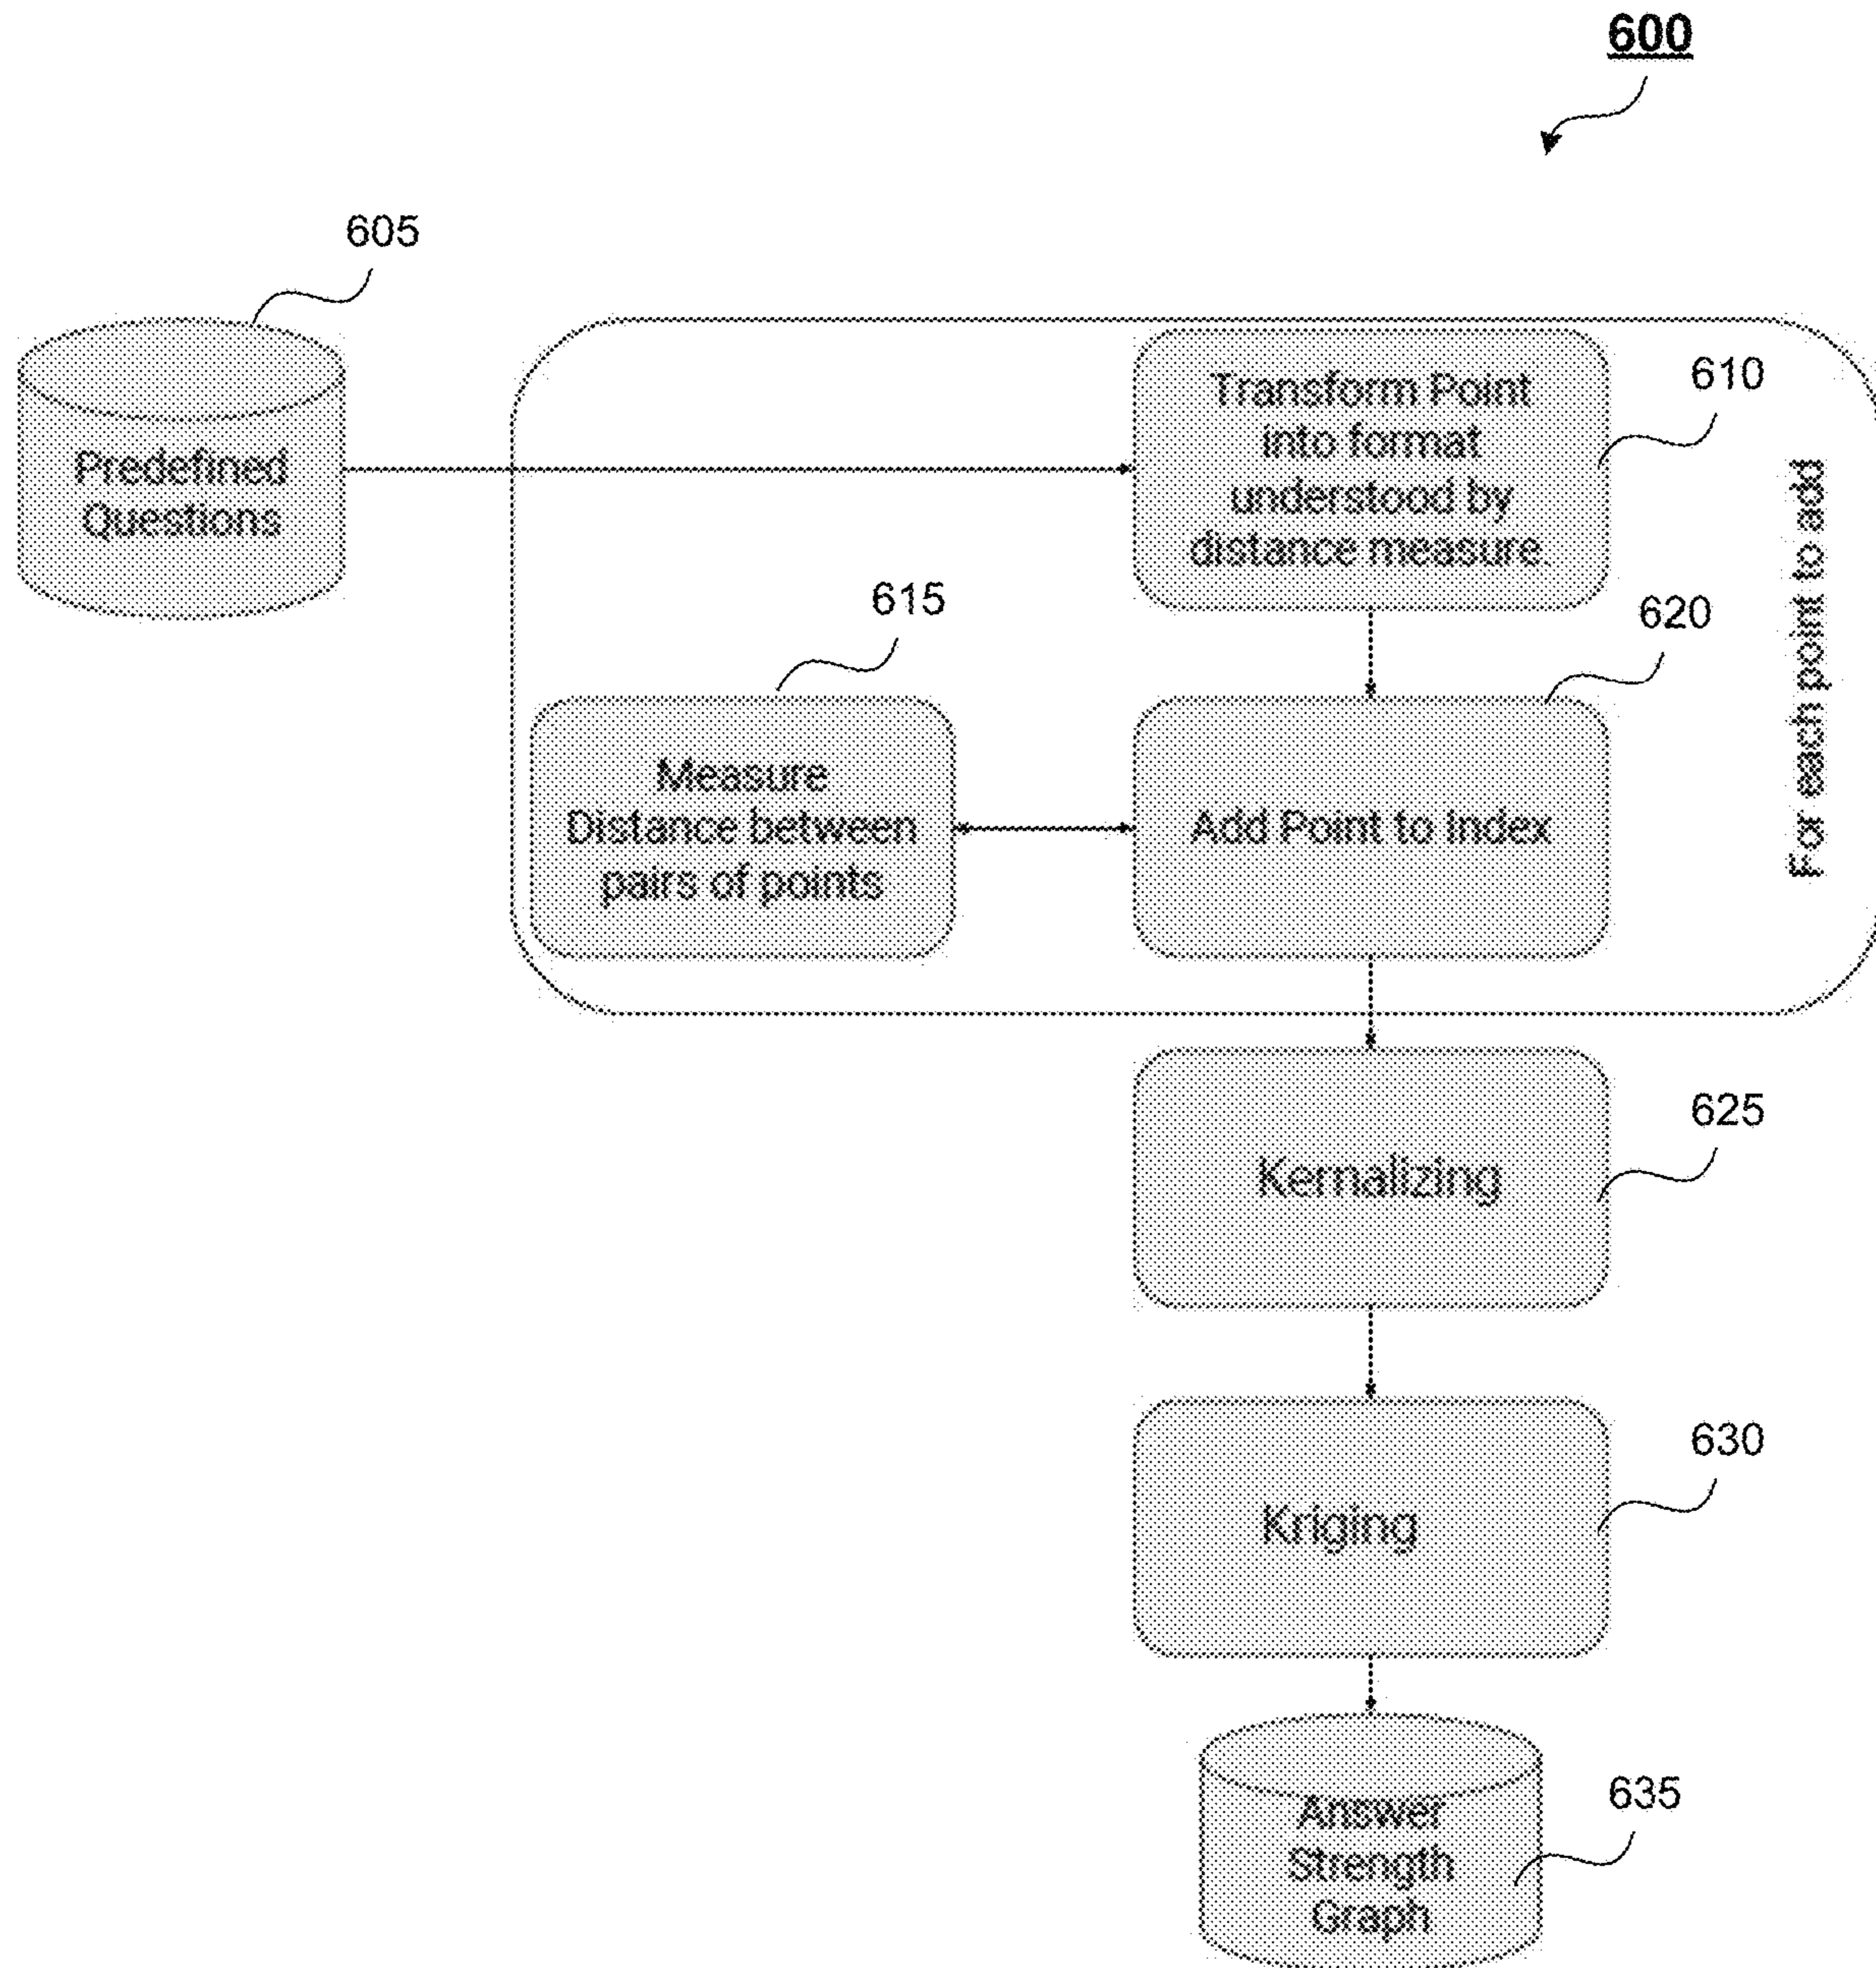 600
605
Predefined
Questions
Transform Point
into format
understood by
distance measure
610
615
620
Measure
Distance between
pairs of points
Add Point to Index
For each point to add
Kernalizing
625
Kriging
630
Answer
Strength
Graph
635